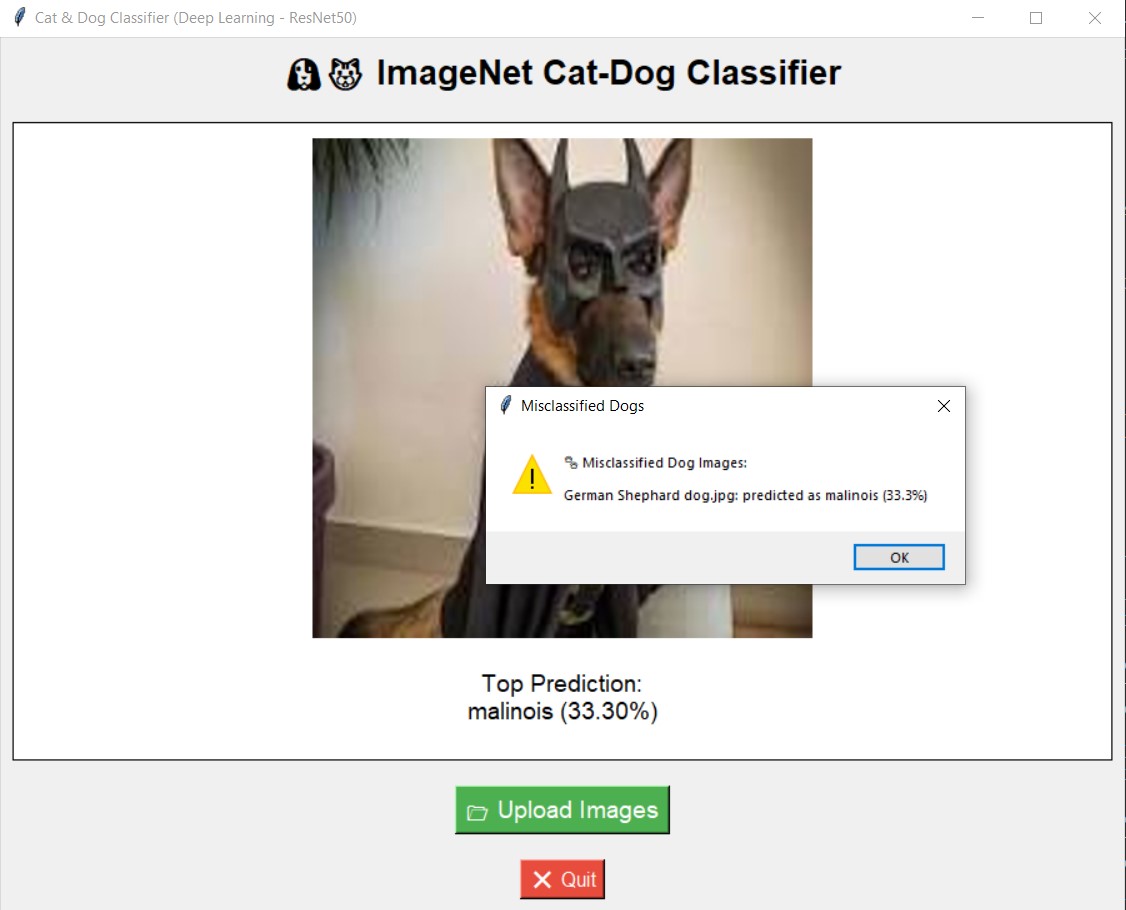 Cat & Dog Classifier (Deep Learning - ResNet50)
ImageNet Cat-Dog Classifier
Misclassified Dogs
Misclassified Dog Images:
German Shephard dog.jpg: predicted as malinois (33.3%)
OK
Top Prediction:
malinois (33.30%)
Upload Images
Quit